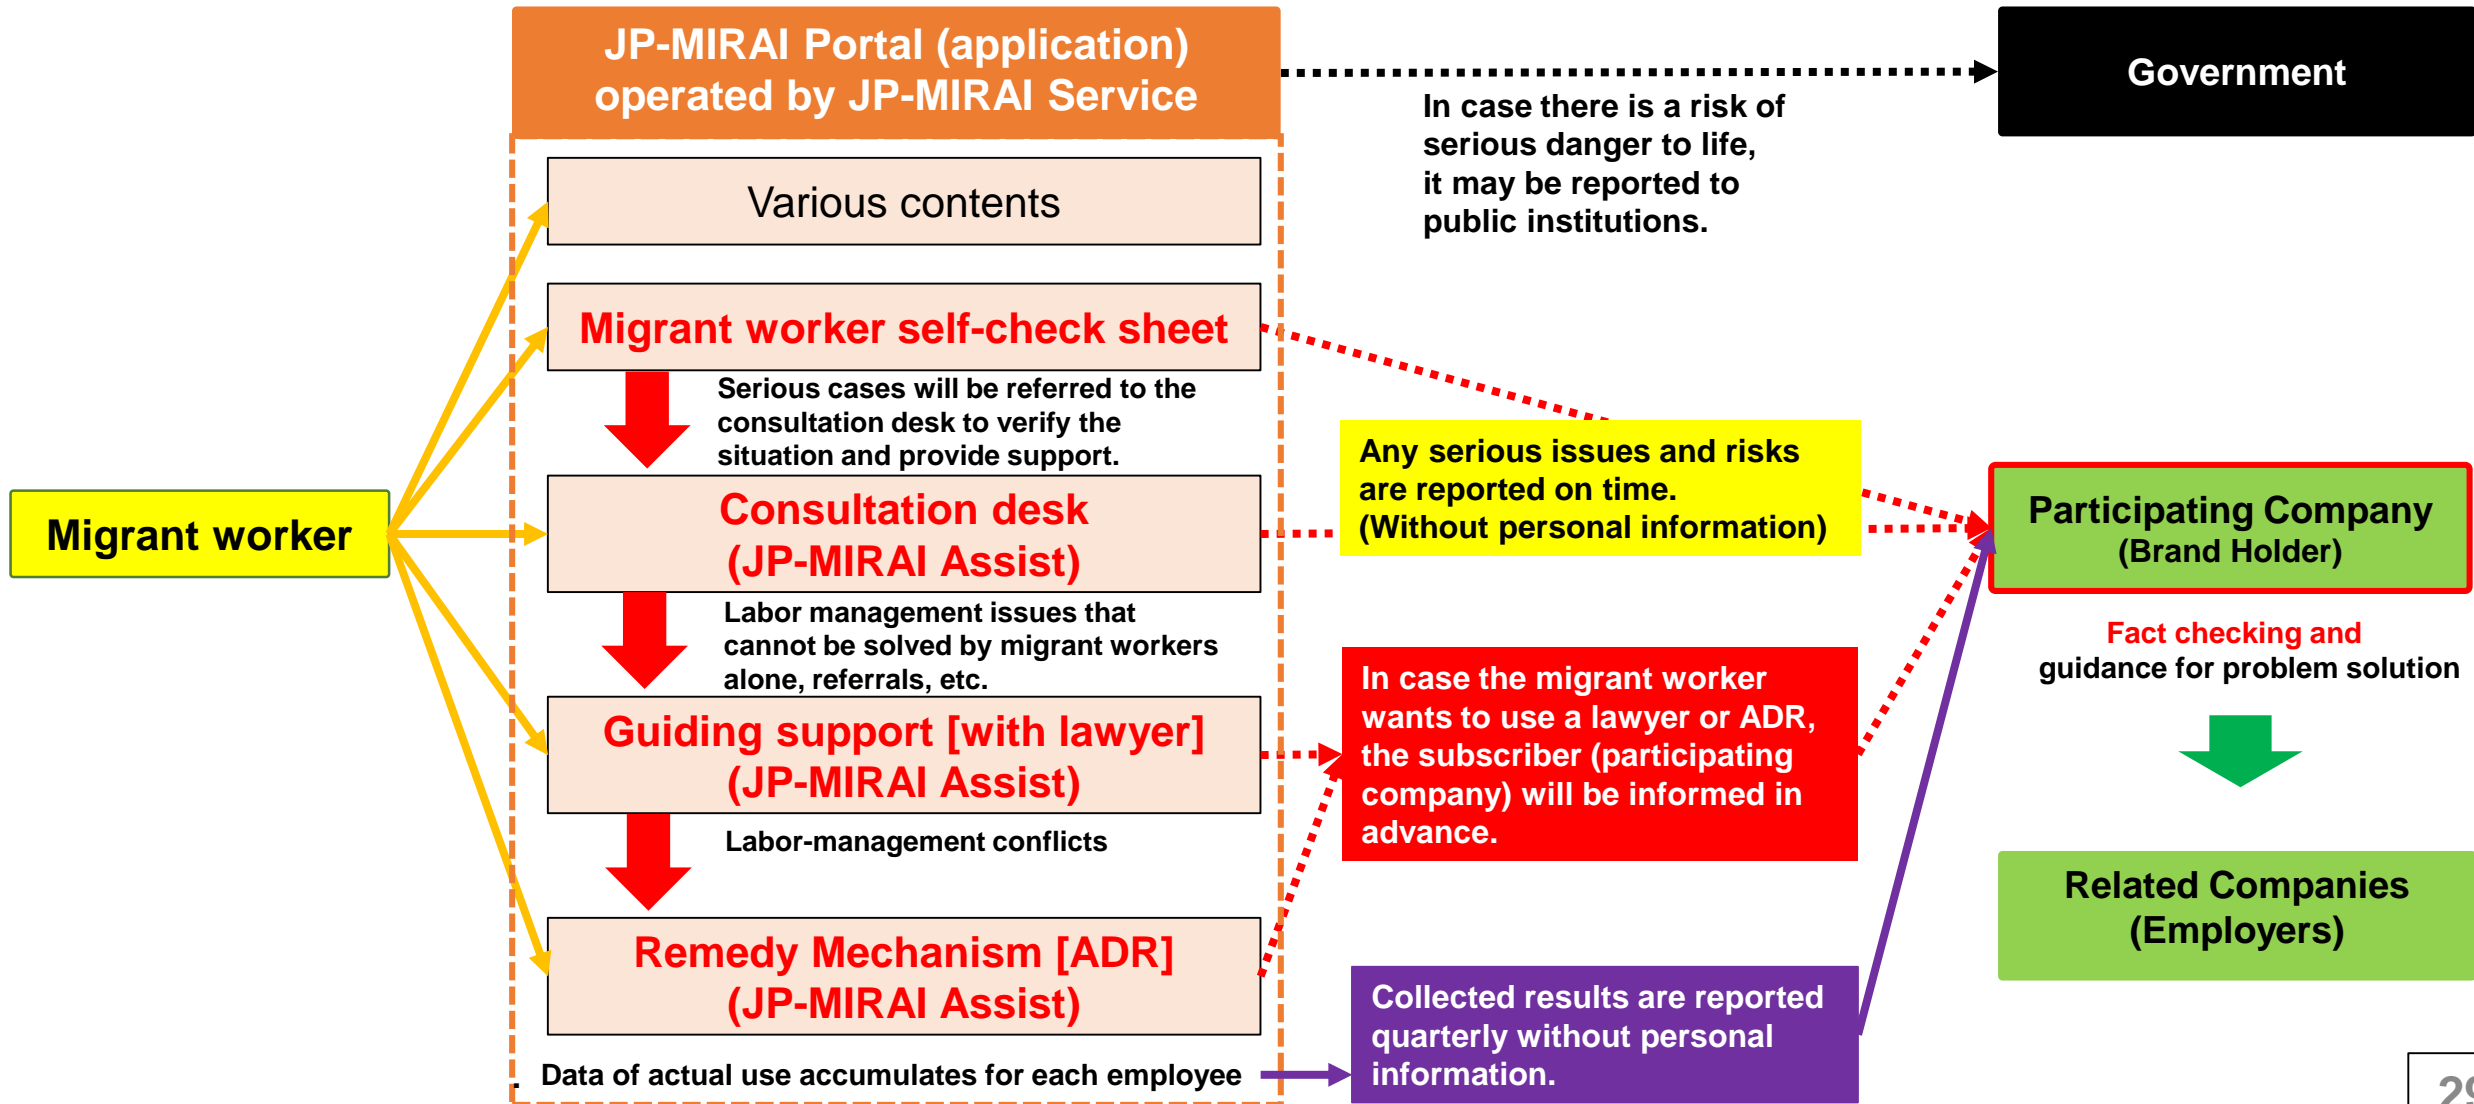 JP-MIRAI Portal (application)
operated by JP-MIRAI Service
Government
In case there is a risk of
serious danger to life,
it may be reported to
public institutions.
Various contents
Migrant worker self-check sheet
Serious cases will be referred to the
consultation desk to verify the
situation and provide support.
Migrant worker
Consultation desk
(JP-MIRAI Assist)
Any serious issues and risks
are reported on time.
(Without personal information)
Participating Company
(Brand Holder)
Labor management issues that
cannot be solved by migrant workers
alone, referrals, etc.
Fact checking and
guidance for problem solution
Guiding support [with lawyer]
(JP-MIRAI Assist)
In case the migrant worker
wants to use a lawyer or ADR,
the subscriber (participating
company) will be informed in
advance.
Labor-management conflicts
Related Companies
(Employers)
Remedy Mechanism [ADR]
(JP-MIRAI Assist)
Collected results are reported
quarterly without personal
information.
. Data of actual use accumulates for each employee
29